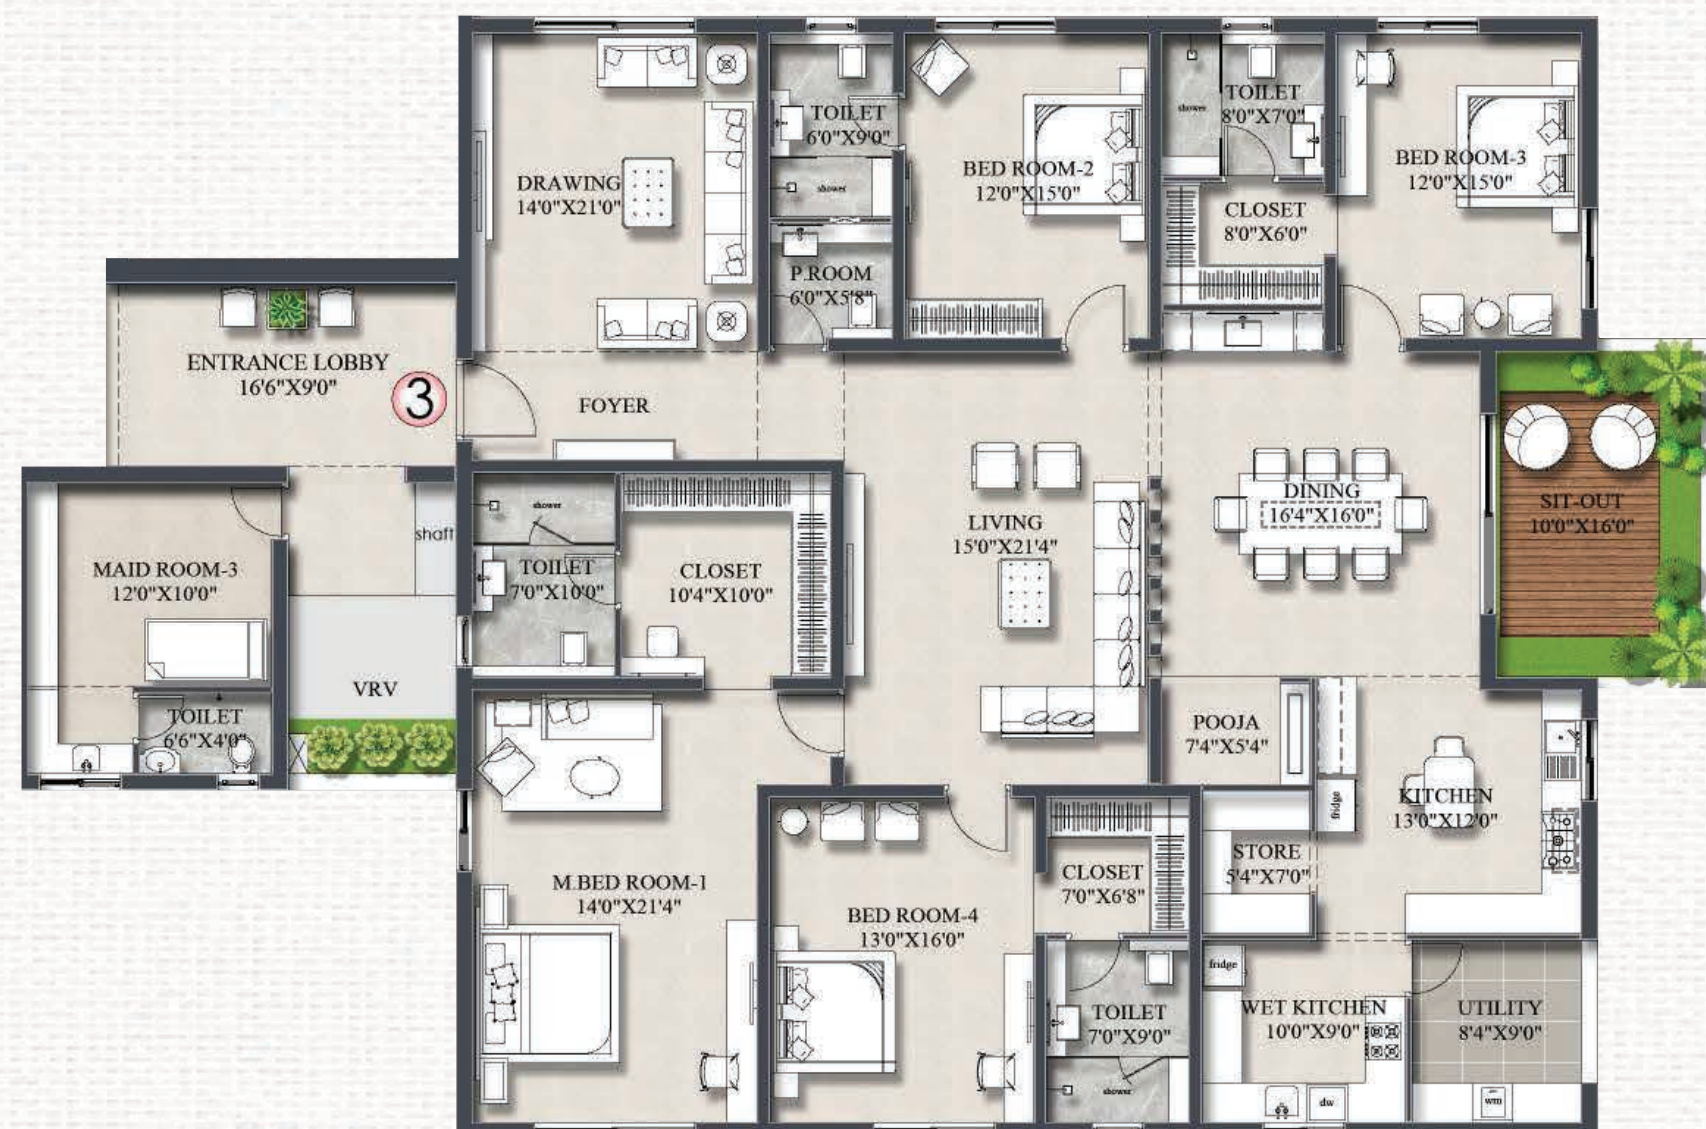 DRAWING
14'0"X21'0"
TOILET
6'0"X9'0"
shower
P.ROOM
6'0"X5'8"
BED ROOM-2
12'0"X15'0"
shower
TOILET
8'0"X7'0"
CLOSET
8'0"X6'0"
BED ROOM-3
12'0"X15'0"
ENTRANCE LOBBY
16'6"X9'0"
3
FOYER
MAID ROOM-3
12'0"X10'0"
shaft
VRV
TOILET
6'6"X4'0"
shower
TOILET
7'0"X10'0"
CLOSET
10'4"X10'0"
LIVING
15'0"X21'4"
DINING
16'4"X16'0"
SIT-OUT
10'0"X16'0"
POOJA
7'4"X5'4"
fridge
KITCHEN
13'0"X12'0"
STORE
5'4"X7'0"
M.BED ROOM-1
14'0"X21'4"
BED ROOM-4
13'0"X16'0"
CLOSET
7'0"X6'8"
TOILET
7'0"X9'0"
shower
fridge
WET KITCHEN
10'0"X9'0"
dw
UTILITY
8'4"X9'0"
wm